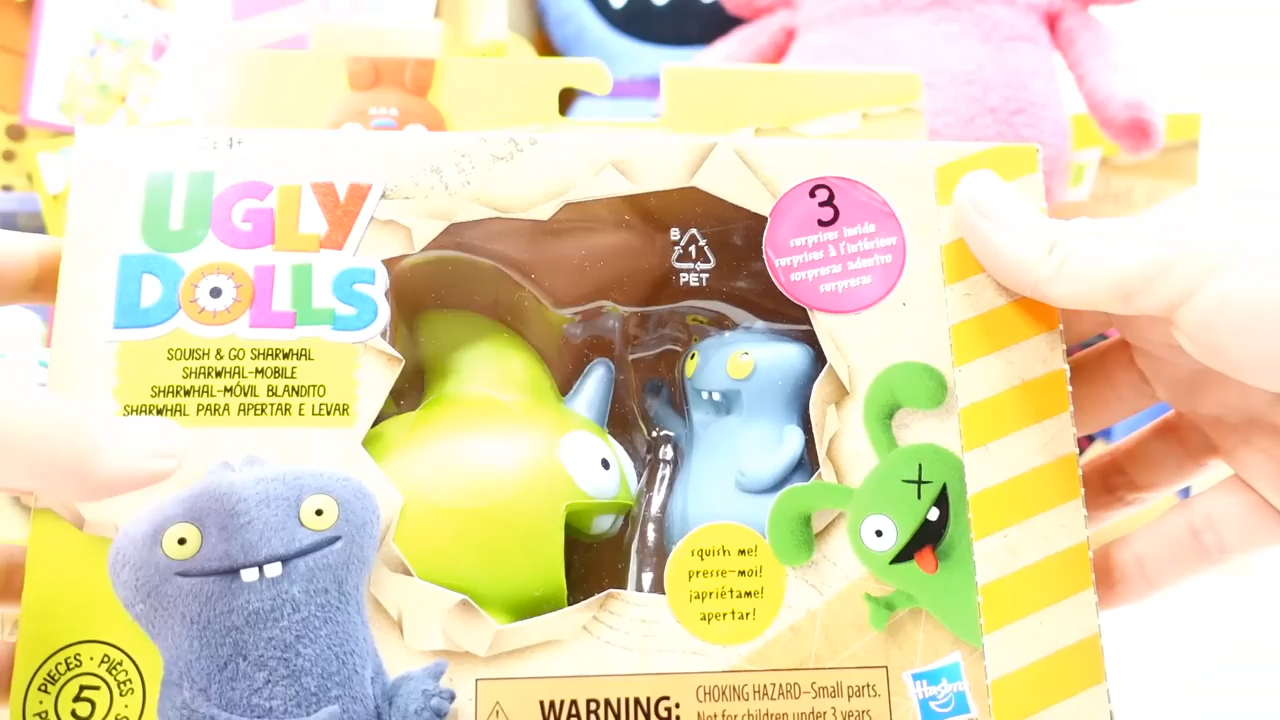 4+
UGLY
DOLLS
SQUISH & GO SHARWHAL
SHARWHAL-MOBILE
SHARWHAL-MÓVIL BLANDITO
SHARWHAL PARA APERTAR E LEVAR
B
1
PET
3
surprises inside
surprises à l'intérieur
sorpresas adentro
surpresas
squish me!
presse-moi!
¡apriétame!
apertar!
PIECES · PIÈCES
5
WARNING:
CHOKING HAZARD–Small parts.
Not for children under 3 years.
Hasbro